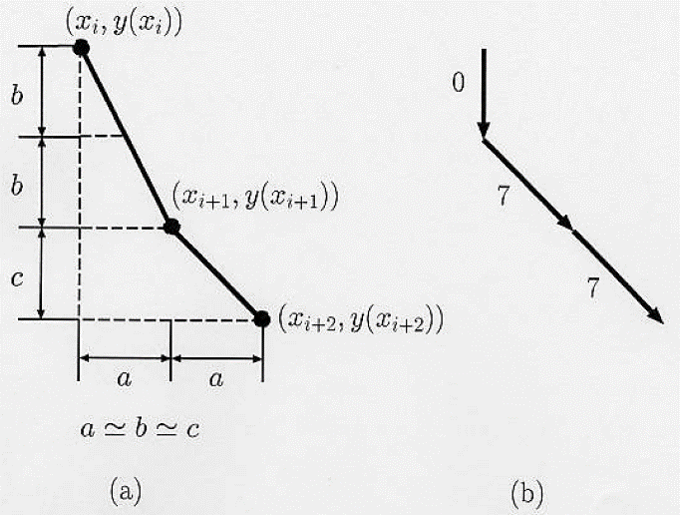 (x_i, y(x_i))
b
0
b
(x_{i+1}, y(x_{i+1}))
7
c
7
(x_{i+2}, y(x_{i+2}))
a a
a ≃ b ≃ c
(a) (b)